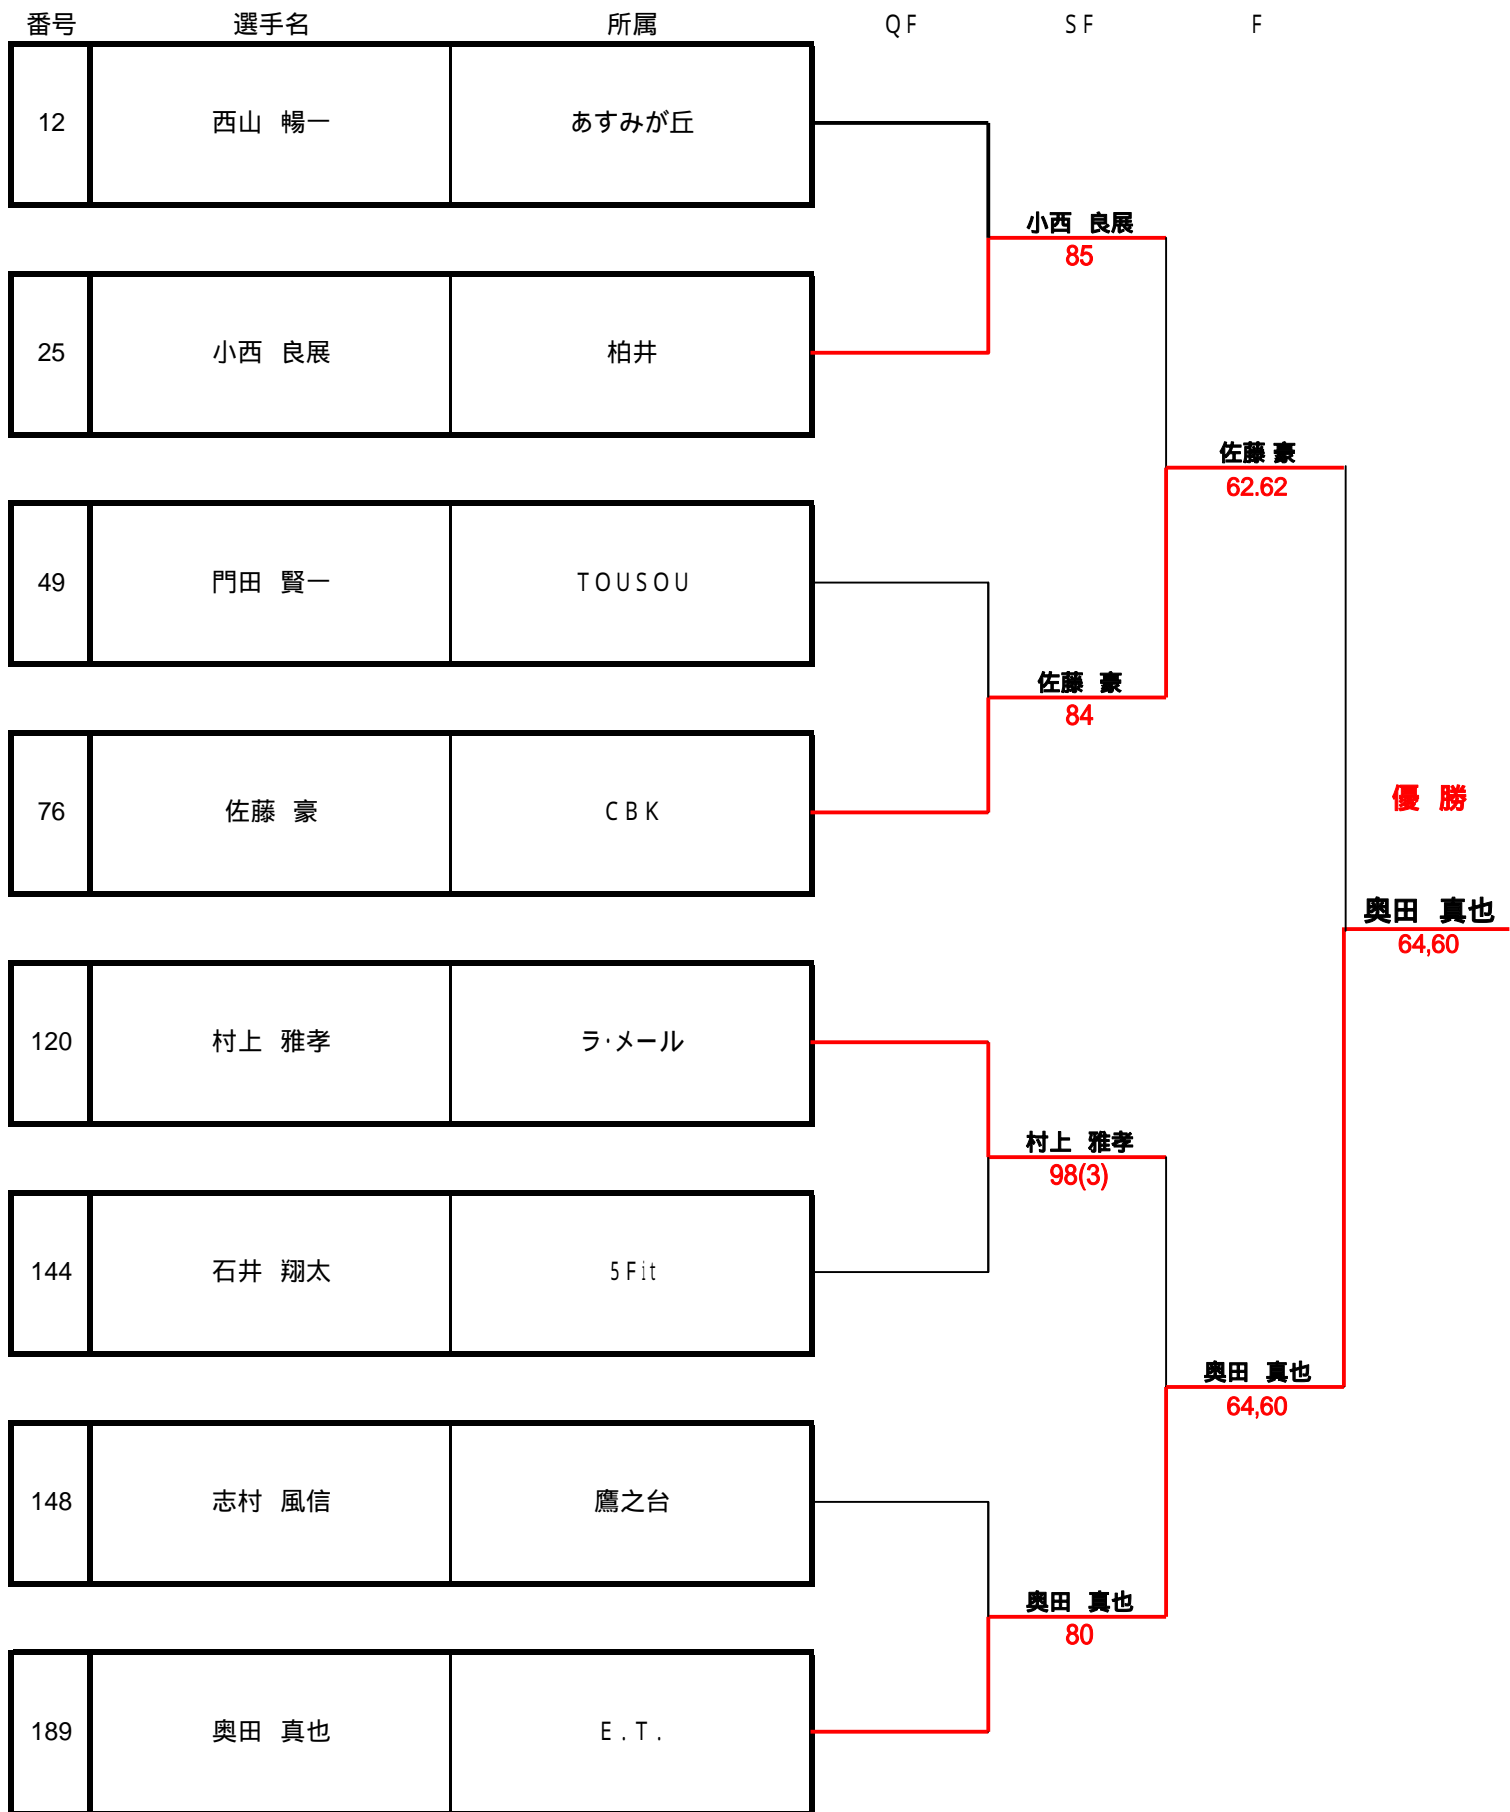 番号 選手名 所属 QF SF F
12 西山 暢一 あすみが丘
小西 良展
85
25 小西 良展 柏井
佐藤 豪
62.62
49 門田 賢一 TOUSOU
佐藤 豪
84
76 佐藤 豪 CBK
優 勝
奥田 真也
64,60
120 村上 雅孝 ラ・メール
村上 雅孝
98(3)
144 石井 翔太 5Fit
奥田 真也
64,60
148 志村 風信 鷹之台
奥田 真也
80
189 奥田 真也 E.T.